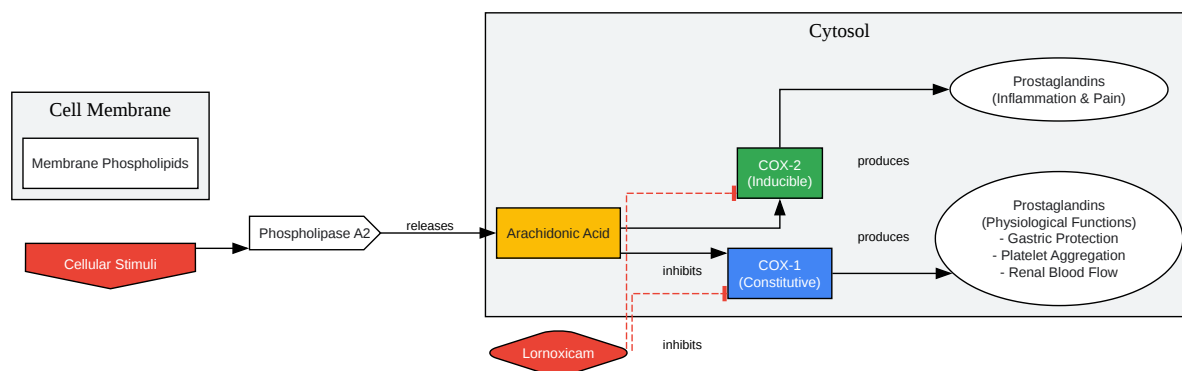 Cytosol
Prostaglandins
(Inflammation & Pain)
Cell Membrane
Membrane Phospholipids
COX-2
(Inducible)
produces
Prostaglandins
(Physiological Functions)
- Gastric Protection
- Platelet Aggregation
- Renal Blood Flow
releases
Phospholipase A2
Arachidonic Acid
produces
Cellular Stimuli
inhibits
COX-1
(Constitutive)
Lornoxicam
inhibits